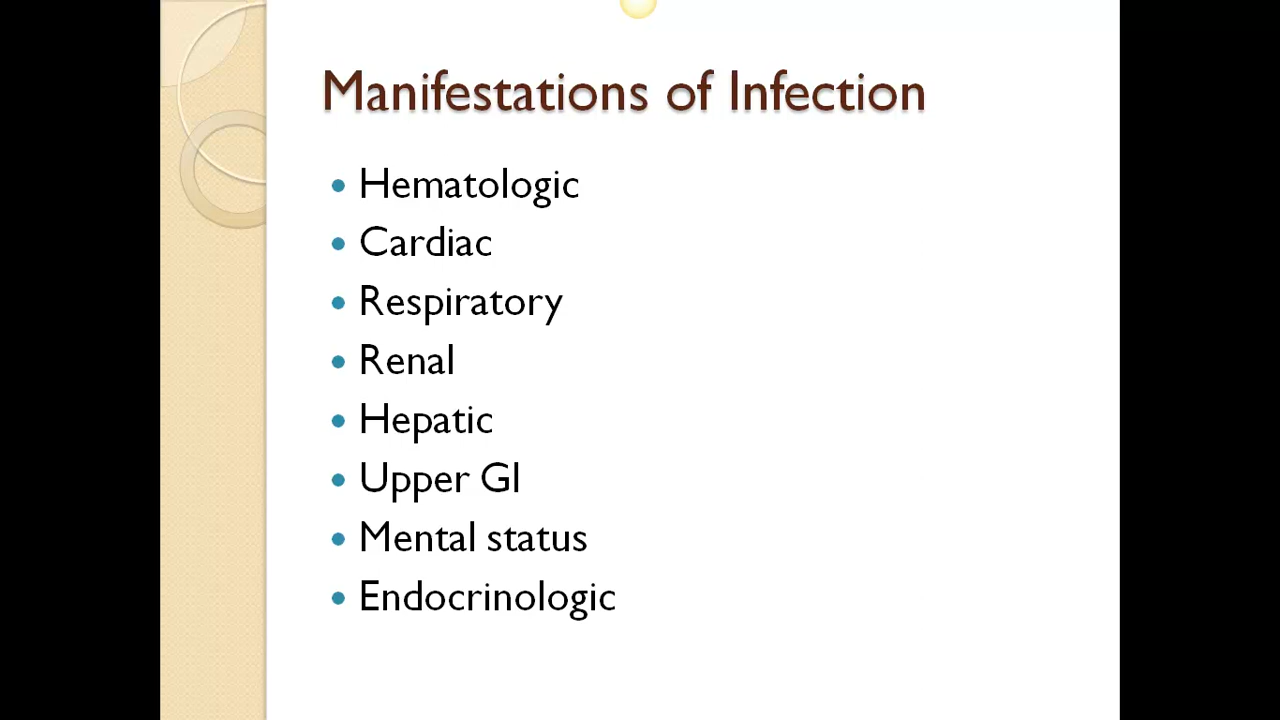 Manifestations of Infection
• Hematologic
• Cardiac
• Respiratory
• Renal
• Hepatic
• Upper GI
• Mental status
• Endocrinologic